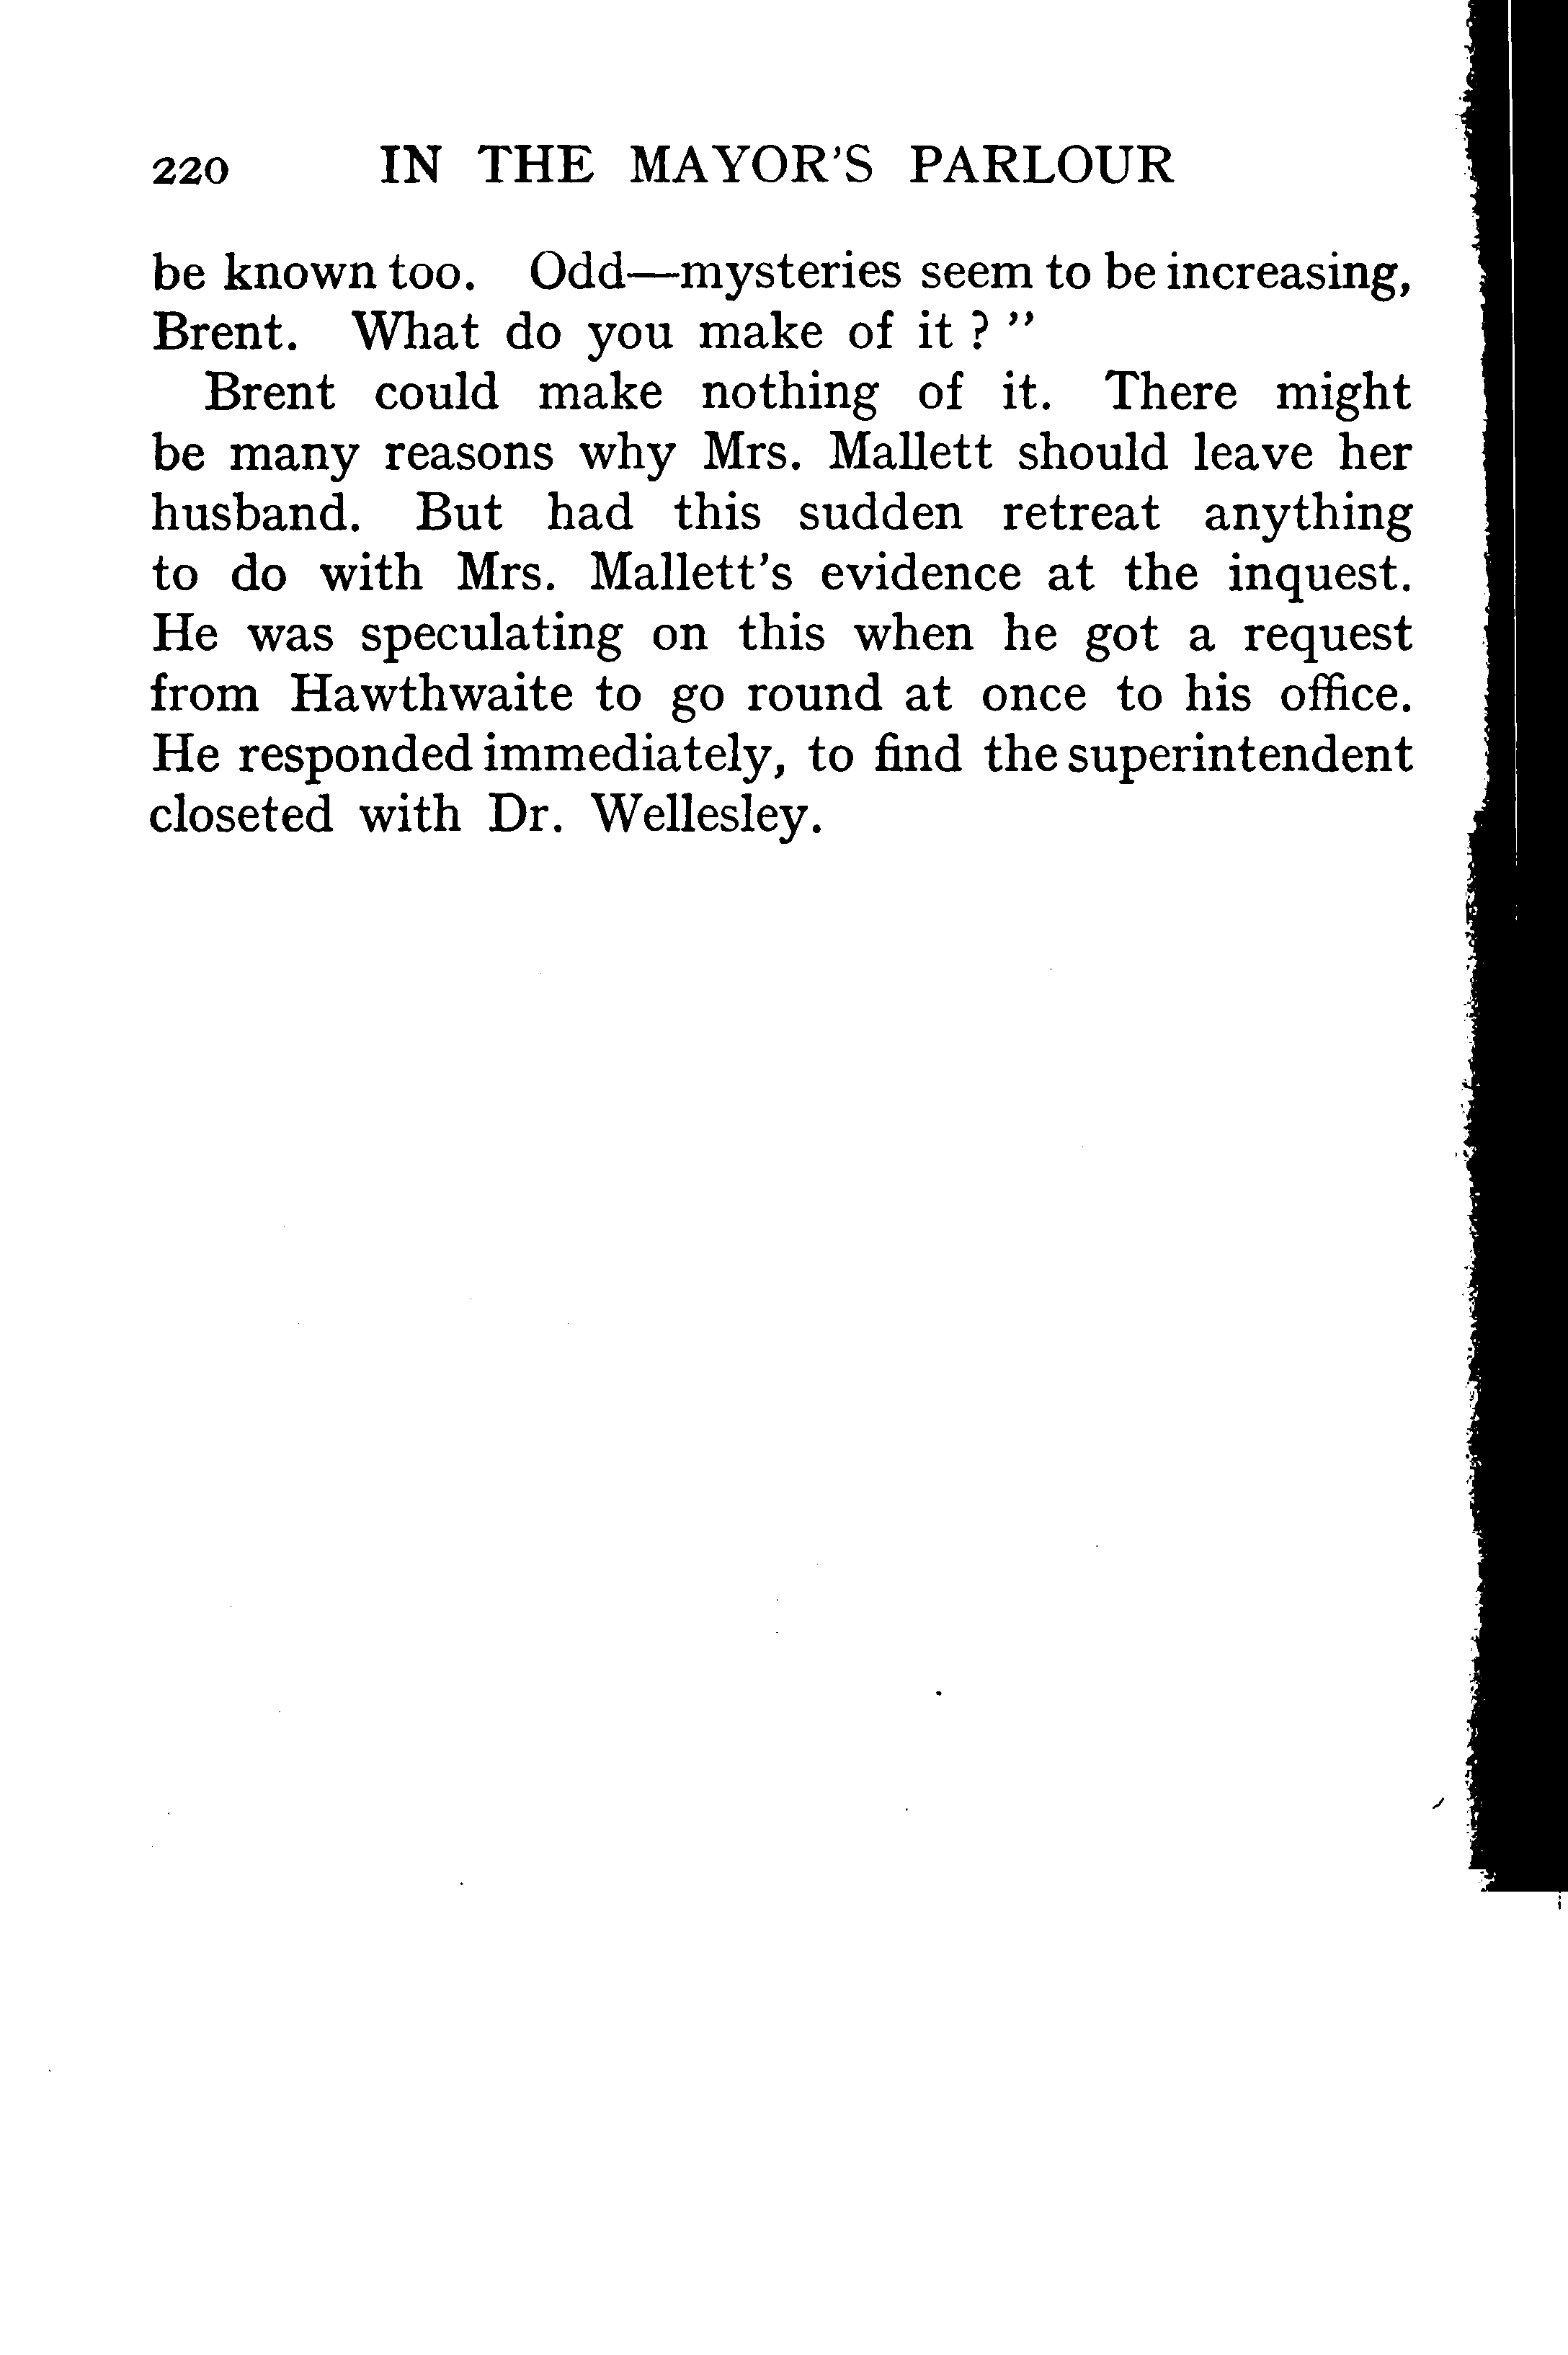 220 IN THE MAYOR'S PARLOUR
be known too. Odd—mysteries seem to be increasing,
Brent. What do you make of it ? ”
Brent could make nothing of it. There might
be many reasons why Mrs. Mallett should leave her
husband. But had this sudden retreat anything
to do with Mrs. Mallett's evidence at the inquest.
He was speculating on this when he got a request
from Hawthwaite to go round at once to his office.
He responded immediately, to find the superintendent
closeted with Dr. Wellesley.